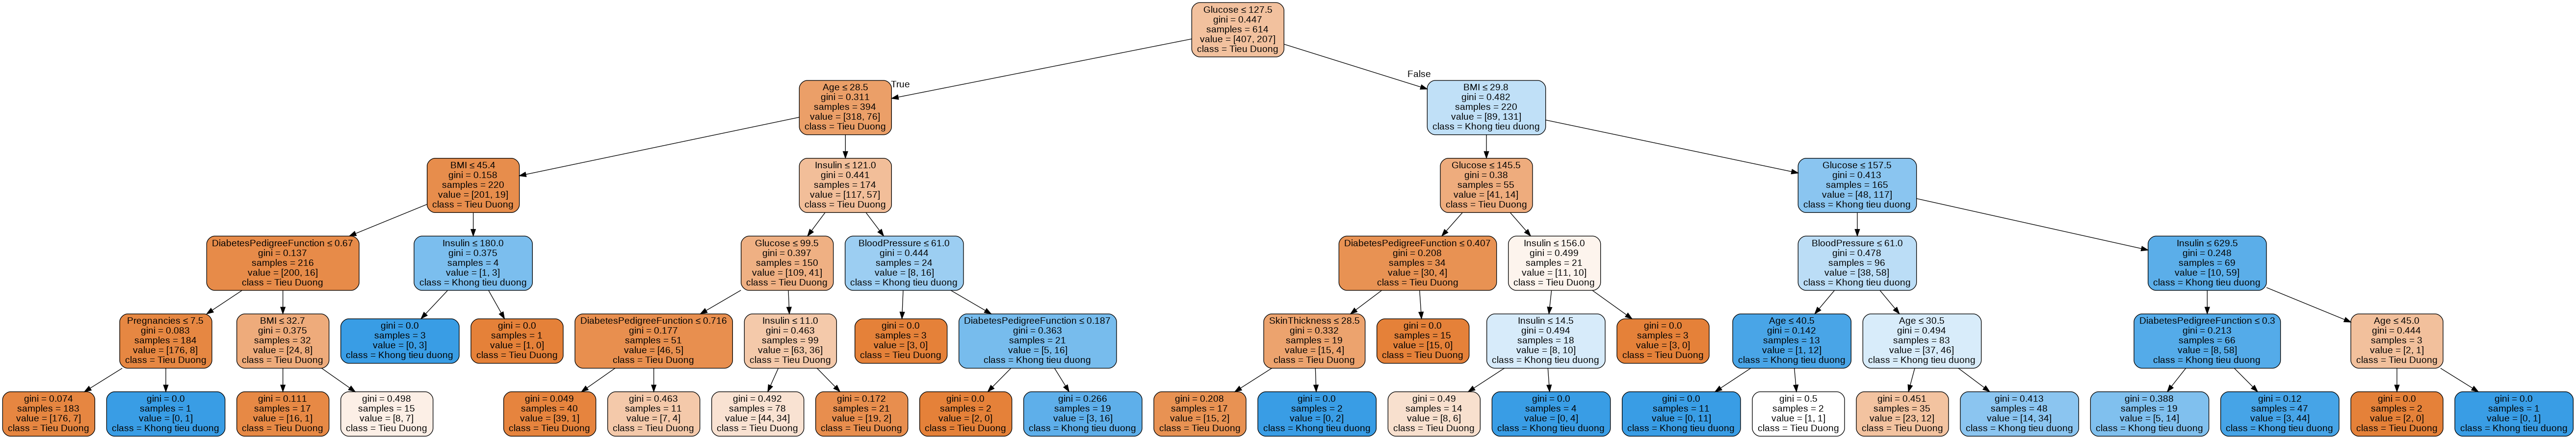 Glucose ≤ 127.5
gini = 0.447
samples = 614
value = [407, 207]
class = Tieu Duong
True
False
Age ≤ 28.5
gini = 0.311
samples = 394
value = [318, 76]
class = Tieu Duong
BMI ≤ 29.8
gini = 0.482
samples = 220
value = [89, 131]
class = Khong tieu duong
BMI ≤ 45.4
gini = 0.158
samples = 220
value = [201, 19]
class = Tieu Duong
Insulin ≤ 121.0
gini = 0.441
samples = 174
value = [117, 57]
class = Tieu Duong
Glucose ≤ 145.5
gini = 0.38
samples = 55
value = [41, 14]
class = Tieu Duong
Glucose ≤ 157.5
gini = 0.413
samples = 165
value = [48, 117]
class = Khong tieu duong
DiabetesPedigreeFunction ≤ 0.67
gini = 0.137
samples = 216
value = [200, 16]
class = Tieu Duong
Insulin ≤ 180.0
gini = 0.375
samples = 4
value = [1, 3]
class = Khong tieu duong
Glucose ≤ 99.5
gini = 0.397
samples = 150
value = [109, 41]
class = Tieu Duong
BloodPressure ≤ 61.0
gini = 0.444
samples = 24
value = [8, 16]
class = Khong tieu duong
DiabetesPedigreeFunction ≤ 0.407
gini = 0.208
samples = 34
value = [30, 4]
class = Tieu Duong
Insulin ≤ 156.0
gini = 0.499
samples = 21
value = [11, 10]
class = Tieu Duong
BloodPressure ≤ 61.0
gini = 0.478
samples = 96
value = [38, 58]
class = Khong tieu duong
Insulin ≤ 629.5
gini = 0.248
samples = 69
value = [10, 59]
class = Khong tieu duong
Pregnancies ≤ 7.5
gini = 0.083
samples = 184
value = [176, 8]
class = Tieu Duong
BMI ≤ 32.7
gini = 0.375
samples = 32
value = [24, 8]
class = Tieu Duong
gini = 0.0
samples = 3
value = [0, 3]
class = Khong tieu duong
gini = 0.0
samples = 1
value = [1, 0]
class = Tieu Duong
DiabetesPedigreeFunction ≤ 0.716
gini = 0.177
samples = 51
value = [46, 5]
class = Tieu Duong
Insulin ≤ 11.0
gini = 0.463
samples = 99
value = [63, 36]
class = Tieu Duong
gini = 0.0
samples = 3
value = [3, 0]
class = Tieu Duong
DiabetesPedigreeFunction ≤ 0.187
gini = 0.363
samples = 21
value = [5, 16]
class = Khong tieu duong
SkinThickness ≤ 28.5
gini = 0.332
samples = 19
value = [15, 4]
class = Tieu Duong
gini = 0.0
samples = 15
value = [15, 0]
class = Tieu Duong
Insulin ≤ 14.5
gini = 0.494
samples = 18
value = [8, 10]
class = Khong tieu duong
gini = 0.0
samples = 3
value = [3, 0]
class = Tieu Duong
Age ≤ 40.5
gini = 0.142
samples = 13
value = [1, 12]
class = Khong tieu duong
Age ≤ 30.5
gini = 0.494
samples = 83
value = [37, 46]
class = Khong tieu duong
DiabetesPedigreeFunction ≤ 0.3
gini = 0.213
samples = 66
value = [8, 58]
class = Khong tieu duong
Age ≤ 45.0
gini = 0.444
samples = 3
value = [2, 1]
class = Tieu Duong
gini = 0.074
samples = 183
value = [176, 7]
class = Tieu Duong
gini = 0.0
samples = 1
value = [0, 1]
class = Khong tieu duong
gini = 0.111
samples = 17
value = [16, 1]
class = Tieu Duong
gini = 0.498
samples = 15
value = [8, 7]
class = Tieu Duong
gini = 0.049
samples = 40
value = [39, 1]
class = Tieu Duong
gini = 0.463
samples = 11
value = [7, 4]
class = Tieu Duong
gini = 0.492
samples = 78
value = [44, 34]
class = Tieu Duong
gini = 0.172
samples = 21
value = [19, 2]
class = Tieu Duong
gini = 0.0
samples = 2
value = [2, 0]
class = Tieu Duong
gini = 0.266
samples = 19
value = [3, 16]
class = Khong tieu duong
gini = 0.208
samples = 17
value = [15, 2]
class = Tieu Duong
gini = 0.0
samples = 2
value = [0, 2]
class = Khong tieu duong
gini = 0.49
samples = 14
value = [8, 6]
class = Tieu Duong
gini = 0.0
samples = 4
value = [0, 4]
class = Khong tieu duong
gini = 0.0
samples = 11
value = [0, 11]
class = Khong tieu duong
gini = 0.5
samples = 2
value = [1, 1]
class = Tieu Duong
gini = 0.451
samples = 35
value = [23, 12]
class = Tieu Duong
gini = 0.413
samples = 48
value = [14, 34]
class = Khong tieu duong
gini = 0.388
samples = 19
value = [5, 14]
class = Khong tieu duong
gini = 0.12
samples = 47
value = [3, 44]
class = Khong tieu duong
gini = 0.0
samples = 2
value = [2, 0]
class = Tieu Duong
gini = 0.0
samples = 1
value = [0, 1]
class = Khong tieu duong